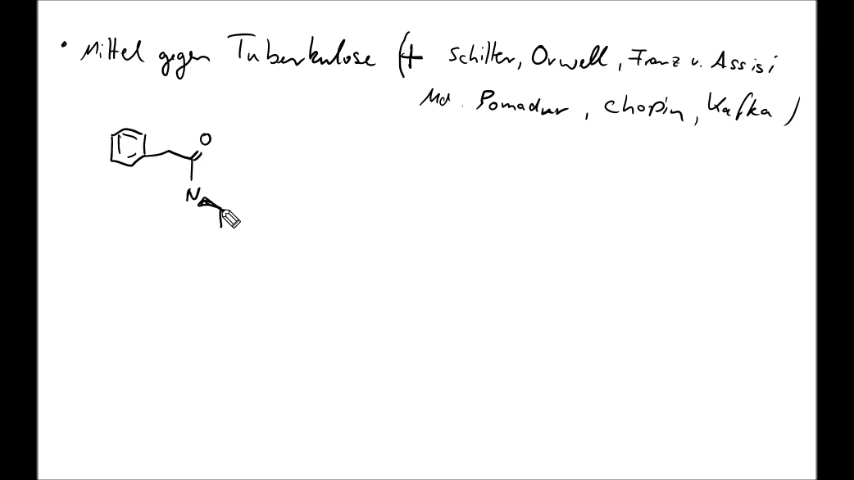 • Mittel gegen Tuberkulose († Schiller, Orwell, Franz v. Assisi
Md. Pomadur, Chopin, Kafka)
O
N